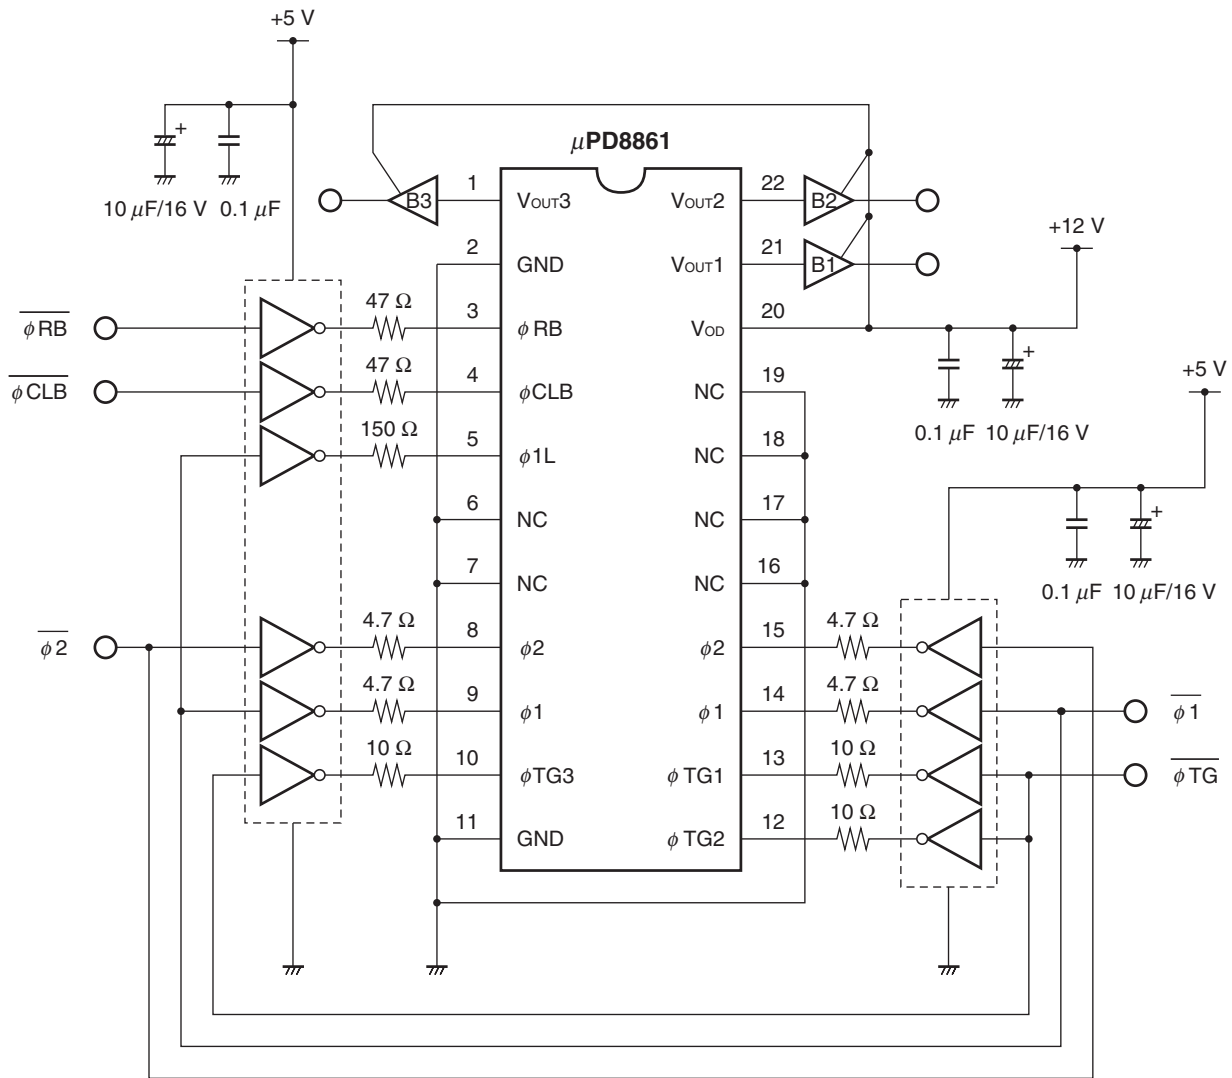 +5 V
10 μF/16 V 0.1 μF
μPD8861
B3 1 VOUT3 VOUT2 22 B2
2 GND VOUT1 21 B1
+12 V
φRB 47 Ω 3 φRB VOD 20
φCLB 47 Ω 4 φCLB NC 19
+5 V
0.1 μF 10 μF/16 V
150 Ω 5 φ1L NC 18
6 NC NC 17
7 NC NC 16
0.1 μF 10 μF/16 V
φ2 4.7 Ω 8 φ2 φ2 15 4.7 Ω
4.7 Ω 9 φ1 φ1 14 4.7 Ω φ1
10 Ω 10 φTG3 φTG1 13 10 Ω φTG
11 GND φTG2 12 10 Ω